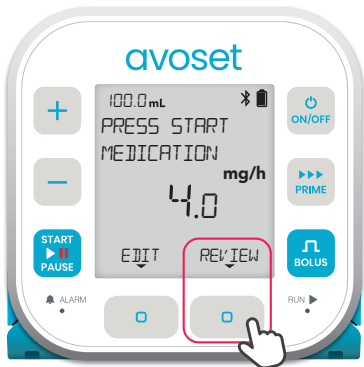 avoset
100.0 mL
PRESS START
MEDICATION
mg/h
4.0
EDIT REVIEW
ON/OFF
PRIME
START
PAUSE
BOLUS
ALARM
RUN